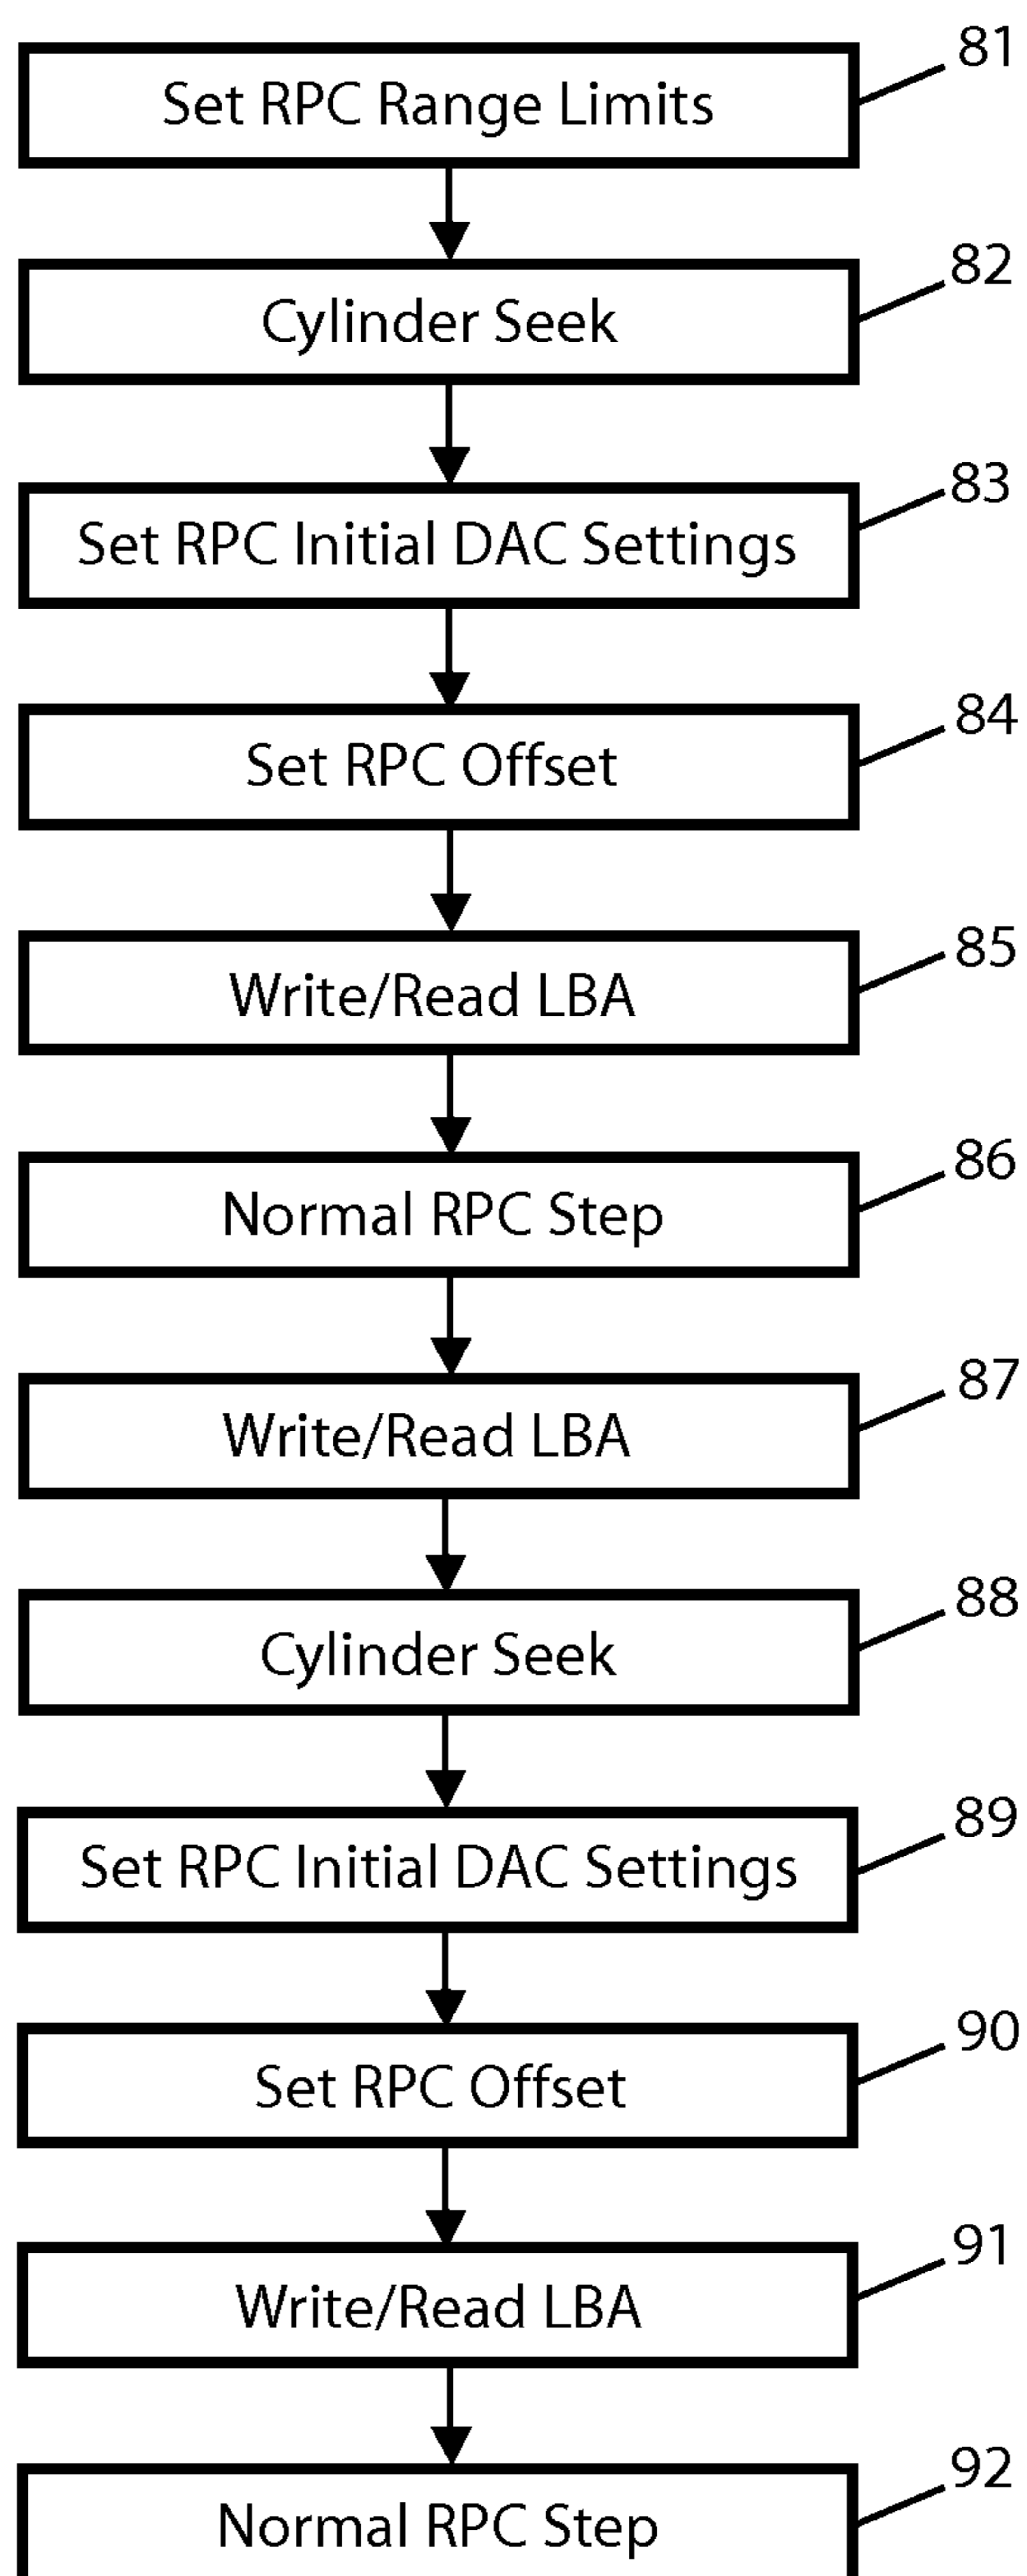 81
Set RPC Range Limits
82
Cylinder Seek
83
Set RPC Initial DAC Settings
84
Set RPC Offset
85
Write/Read LBA
86
Normal RPC Step
87
Write/Read LBA
88
Cylinder Seek
89
Set RPC Initial DAC Settings
90
Set RPC Offset
91
Write/Read LBA
92
Normal RPC Step